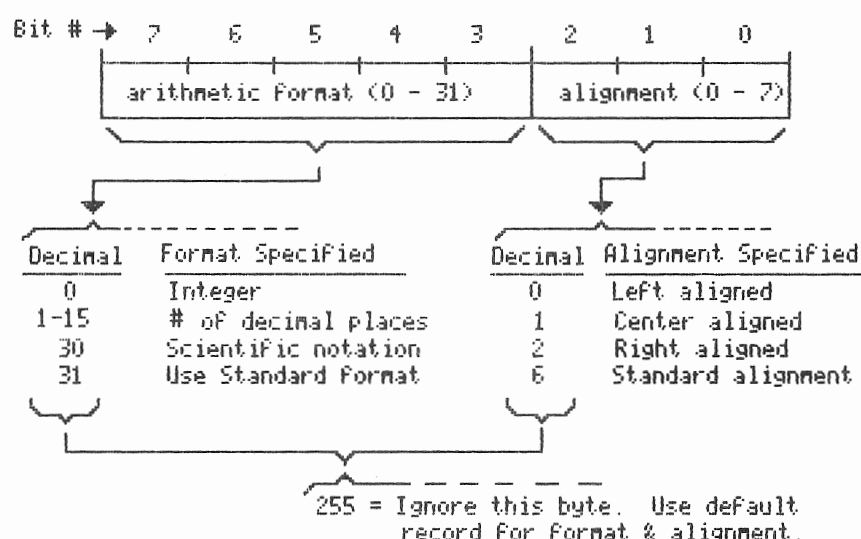 Bit # 7 6 5 4 3 2 1 0
arithmetic format (0 - 31) alignment (0 - 7)
Decimal Format Specified
0 Integer
1-15 # of decimal places
30 Scientific notation
31 Use Standard format
Decimal Alignment Specified
0 Left aligned
1 Center aligned
2 Right aligned
6 Standard alignment
255 = Ignore this byte. Use default
record for format & alignment.